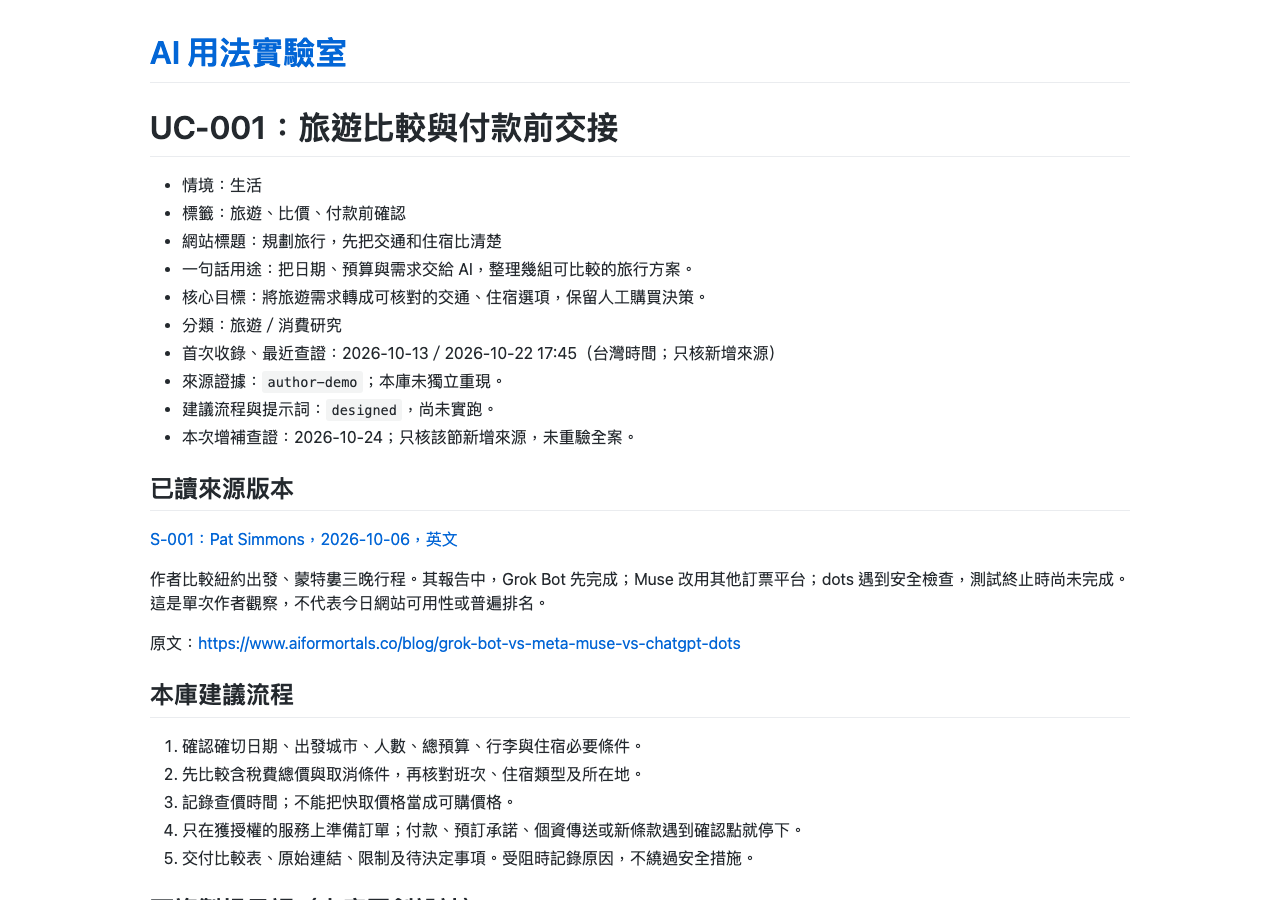 AI 用法實驗室
UC-001：旅遊比較與付款前交接
情境：生活
標籤：旅遊、比價、付款前確認
網站標題：規劃旅行，先把交通和住宿比清楚
一句話用途：把日期、預算與需求交給 AI，整理幾組可比較的旅行方案。
核心目標：將旅遊需求轉成可核對的交通、住宿選項，保留人工購買決策。
分類：旅遊 / 消費研究
首次收錄、最近查證：2026-10-13 / 2026-10-22 17:45（台灣時間；只核新增來源）
來源證據：author-demo；本庫未獨立重現。
建議流程與提示詞：designed，尚未實跑。
本次增補查證：2026-10-24；只核該節新增來源，未重驗全案。
已讀來源版本
S-001：Pat Simmons，2026-10-06，英文
作者比較紐約出發、蒙特婁三晚行程。其報告中，Grok Bot 先完成；Muse 改用其他訂票平台；dots 遇到安全檢查，測試終止時尚未完成。
這是單次作者觀察，不代表今日網站可用性或普遍排名。
原文：https://www.aiformortals.co/blog/grok-bot-vs-meta-muse-vs-chatgpt-dots
本庫建議流程
1. 確認確切日期、出發城市、人數、總預算、行李與住宿必要條件。
2. 先比較含稅費總價與取消條件，再核對班次、住宿類型及所在地。
3. 記錄查價時間；不能把快取價格當成可購價格。
4. 只在獲授權的服務上準備訂單；付款、預訂承諾、個資傳送或新條款遇到確認點就停下。
5. 交付比較表、原始連結、限制及待決定事項。受阻時記錄原因，不繞過安全措施。